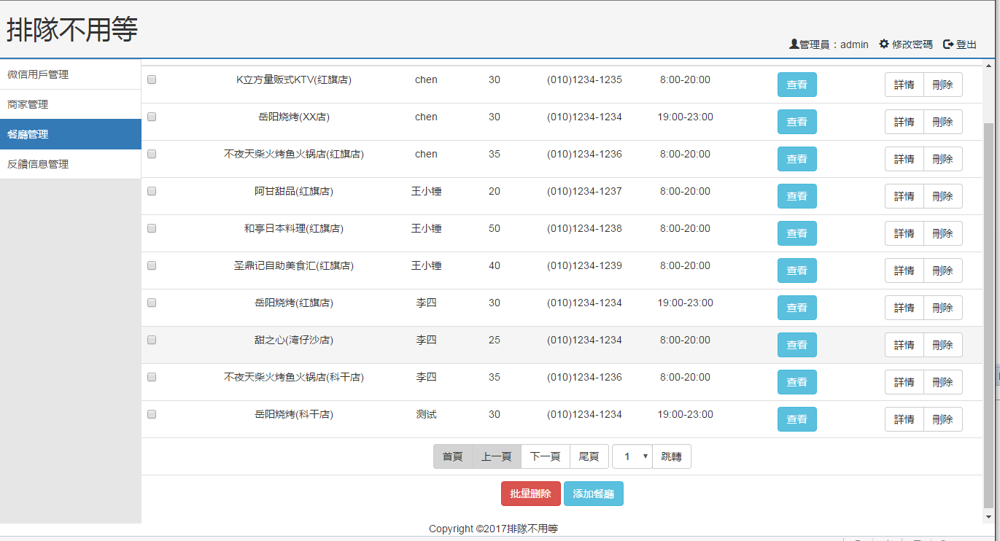 排隊不用等
管理員：admin 修改密碼 登出
微信用戶管理
商家管理
餐廳管理
反饋信息管理
K立方量贩式KTV(红旗店) chen 30 (010)1234-1235 8:00-20:00 查看 詳情 刪除
岳阳烧烤(XX店) chen 30 (010)1234-1234 19:00-23:00 查看 詳情 刪除
不夜天柴火烤鱼火锅店(红旗店) chen 35 (010)1234-1236 8:00-20:00 查看 詳情 刪除
阿甘甜品(红旗店) 王小锤 20 (010)1234-1237 8:00-20:00 查看 詳情 刪除
和亭日本料理(红旗店) 王小锤 50 (010)1234-1238 8:00-20:00 查看 詳情 刪除
圣鼎记自助美食汇(红旗店) 王小锤 40 (010)1234-1239 8:00-20:00 查看 詳情 刪除
岳阳烧烤(红旗店) 李四 30 (010)1234-1234 19:00-23:00 查看 詳情 刪除
甜之心(湾仔沙店) 李四 25 (010)1234-1234 8:00-20:00 查看 詳情 刪除
不夜天柴火烤鱼火锅店(科干店) 李四 35 (010)1234-1236 8:00-20:00 查看 詳情 刪除
岳阳烧烤(科干店) 测试 30 (010)1234-1234 19:00-23:00 查看 詳情 刪除
首頁 上一頁 下一頁 尾頁 1 跳轉
批量刪除 添加餐廳
Copyright ©2017排隊不用等